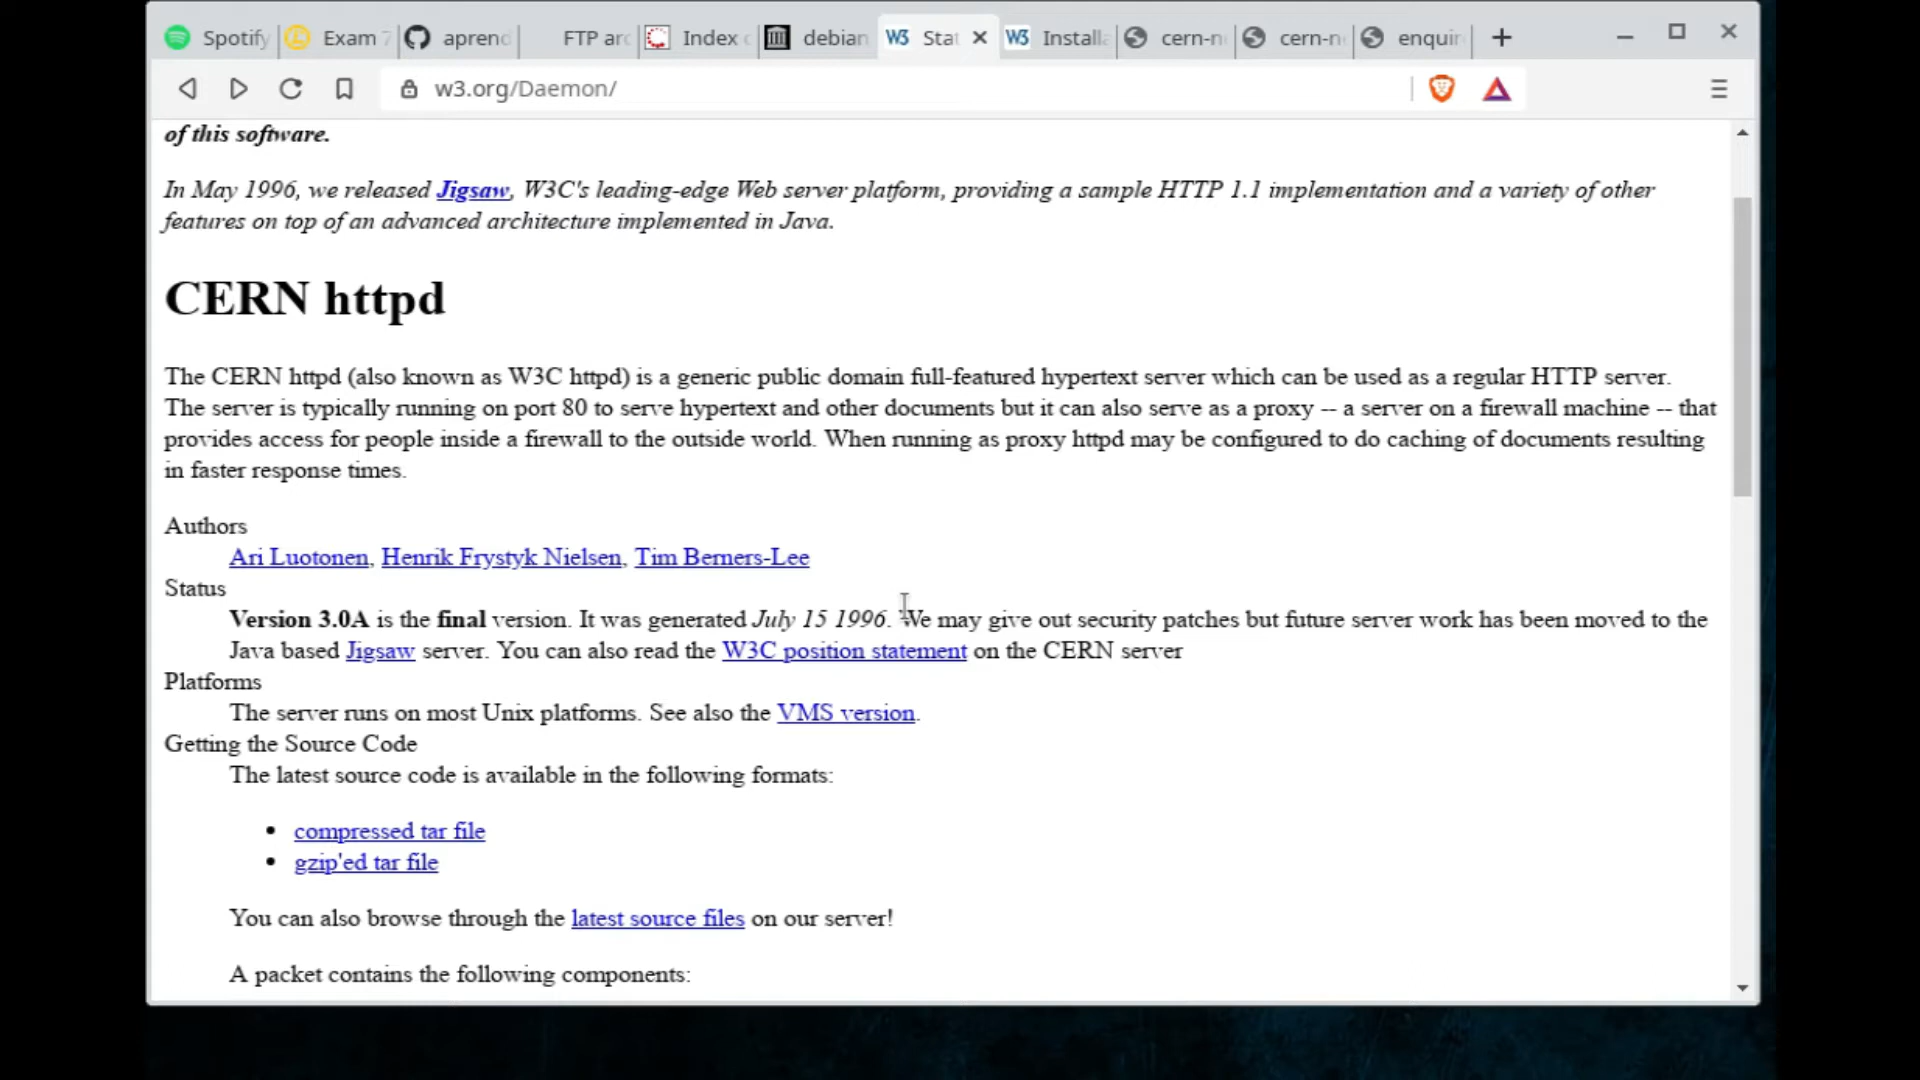 Spotify
Exam 7
aprend
FTP arc
Index o
debian
W3 Stat
W3 Installa
cern-n
cern-n
enquir
w3.org/Daemon/
of this software.
In May 1996, we released Jigsaw, W3C's leading-edge Web server platform, providing a sample HTTP 1.1 implementation and a variety of other
features on top of an advanced architecture implemented in Java.
CERN httpd
The CERN httpd (also known as W3C httpd) is a generic public domain full-featured hypertext server which can be used as a regular HTTP server.
The server is typically running on port 80 to serve hypertext and other documents but it can also serve as a proxy -- a server on a firewall machine -- that
provides access for people inside a firewall to the outside world. When running as proxy httpd may be configured to do caching of documents resulting
in faster response times.
Authors
Ari Luotonen, Henrik Frystyk Nielsen, Tim Berners-Lee
Status
Version 3.0A is the final version. It was generated July 15 1996. We may give out security patches but future server work has been moved to the
Java based Jigsaw server. You can also read the W3C position statement on the CERN server
Platforms
The server runs on most Unix platforms. See also the VMS version.
Getting the Source Code
The latest source code is available in the following formats:
• compressed tar file
• gzip'ed tar file
You can also browse through the latest source files on our server!
A packet contains the following components: